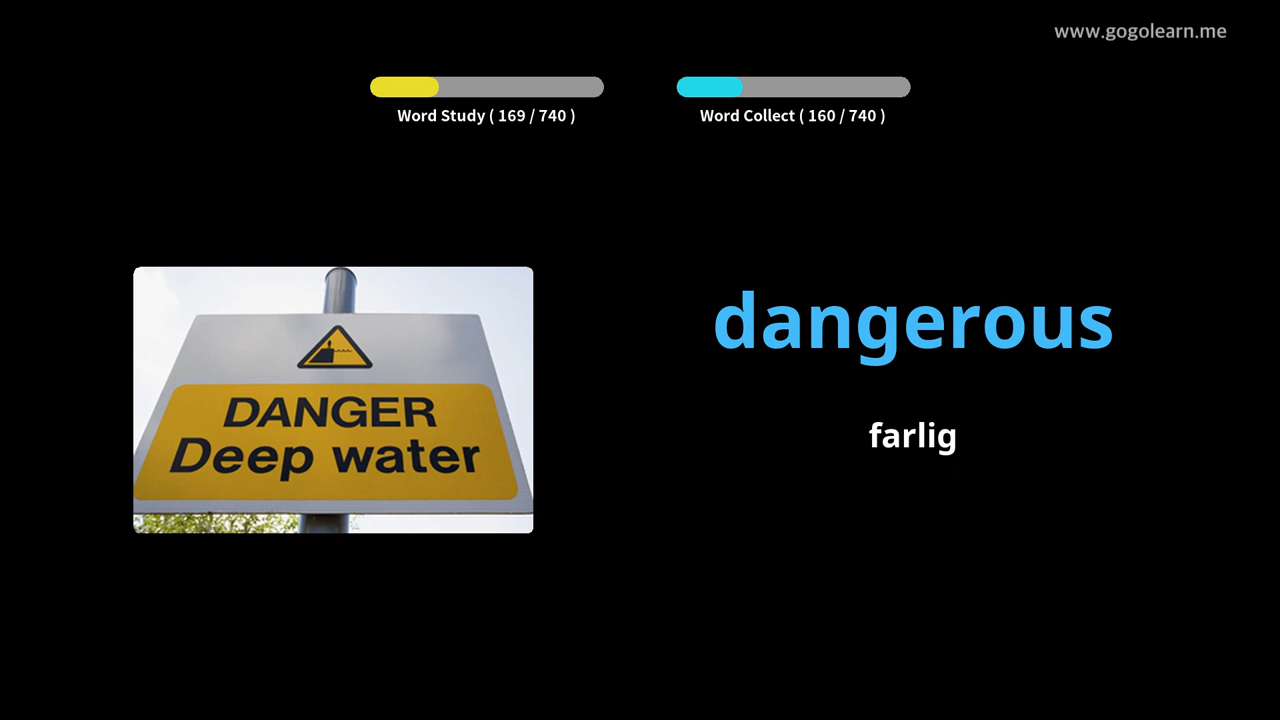 www.gogolearn.me
Word Study ( 169 / 740 )
Word Collect ( 160 / 740 )
DANGER
Deep water
dangerous
farlig